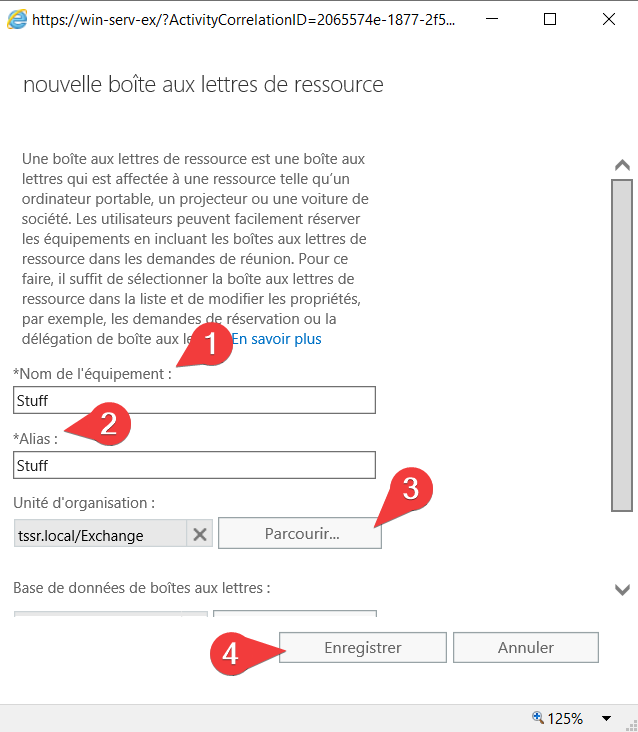 https://win-serv-ex/?ActivityCorrelationID=2065574e-1877-2f5...
nouvelle boîte aux lettres de ressource
Une boîte aux lettres de ressource est une boîte aux
lettres qui est affectée à une ressource telle qu'un
ordinateur portable, un projecteur ou une voiture de
société. Les utilisateurs peuvent facilement réserver
les équipements en incluant les boîtes aux lettres de
ressource dans les demandes de réunion. Pour ce
faire, il suffit de sélectionner la boîte aux lettres de
ressource dans la liste et de modifier les propriétés,
par exemple, les demandes de réservation ou la
délégation de boîte aux le En savoir plus
1
*Nom de l'équipement :
Stuff
2
*Alias :
Stuff
3
Unité d'organisation :
tssr.local/Exchange Parcourir...
Base de données de boîtes aux lettres :
4 Enregistrer Annuler
125%